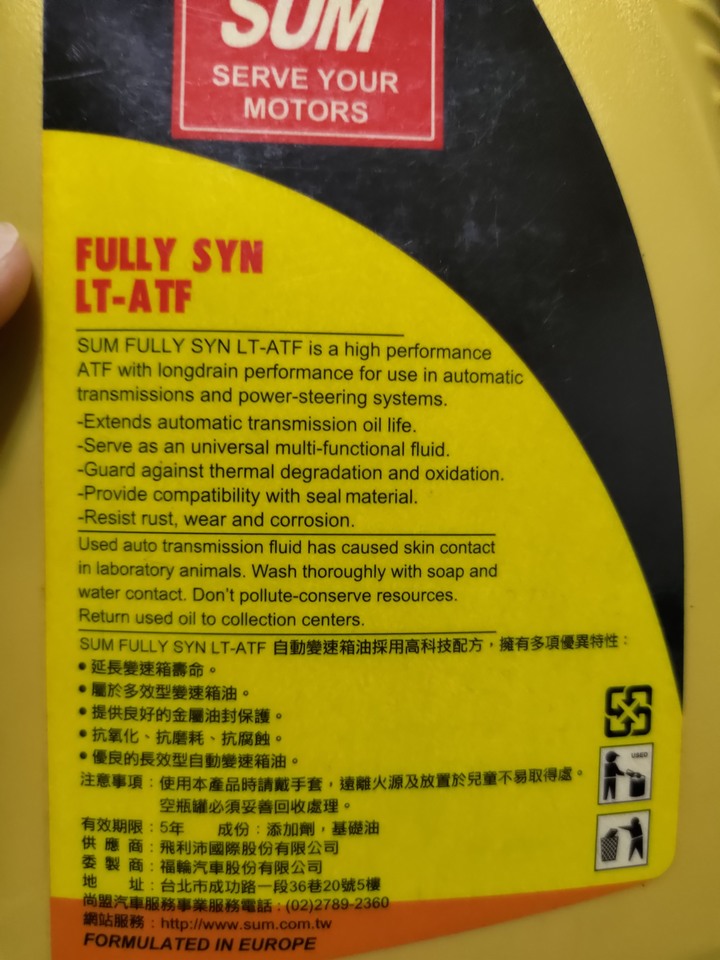 SUM
SERVE YOUR
MOTORS
FULLY SYN
LT-ATF
SUM FULLY SYN LT-ATF is a high performance
ATF with longdrain performance for use in automatic
transmissions and power-steering systems.
-Extends automatic transmission oil life.
-Serve as an universal multi-functional fluid.
-Guard against thermal degradation and oxidation.
-Provide compatibility with seal material.
-Resist rust, wear and corrosion.
Used auto transmission fluid has caused skin contact
in laboratory animals. Wash thoroughly with soap and
water contact. Don't pollute-conserve resources.
Return used oil to collection centers.
SUM FULLY SYN LT-ATF 自動變速箱油採用高科技配方，擁有多項優異特性：
• 延長變速箱壽命。
• 屬於多效型變速箱油。
• 提供良好的金屬油封保護。
• 抗氧化、抗磨耗、抗腐蝕。
• 優良的長效型自動變速箱油。
注意事項：使用本產品時請戴手套，遠離火源及放置於兒童不易取得處。
空瓶罐必須妥善回收處理。
USED
有效期限：5年 成份：添加劑，基礎油
供應商：飛利沛國際股份有限公司
委製商：福輪汽車股份有限公司
地址：台北市成功路一段36巷20號5樓
尚盟汽車服務事業服務電話：(02)2789-2360
網站服務：http://www.sum.com.tw
FORMULATED IN EUROPE